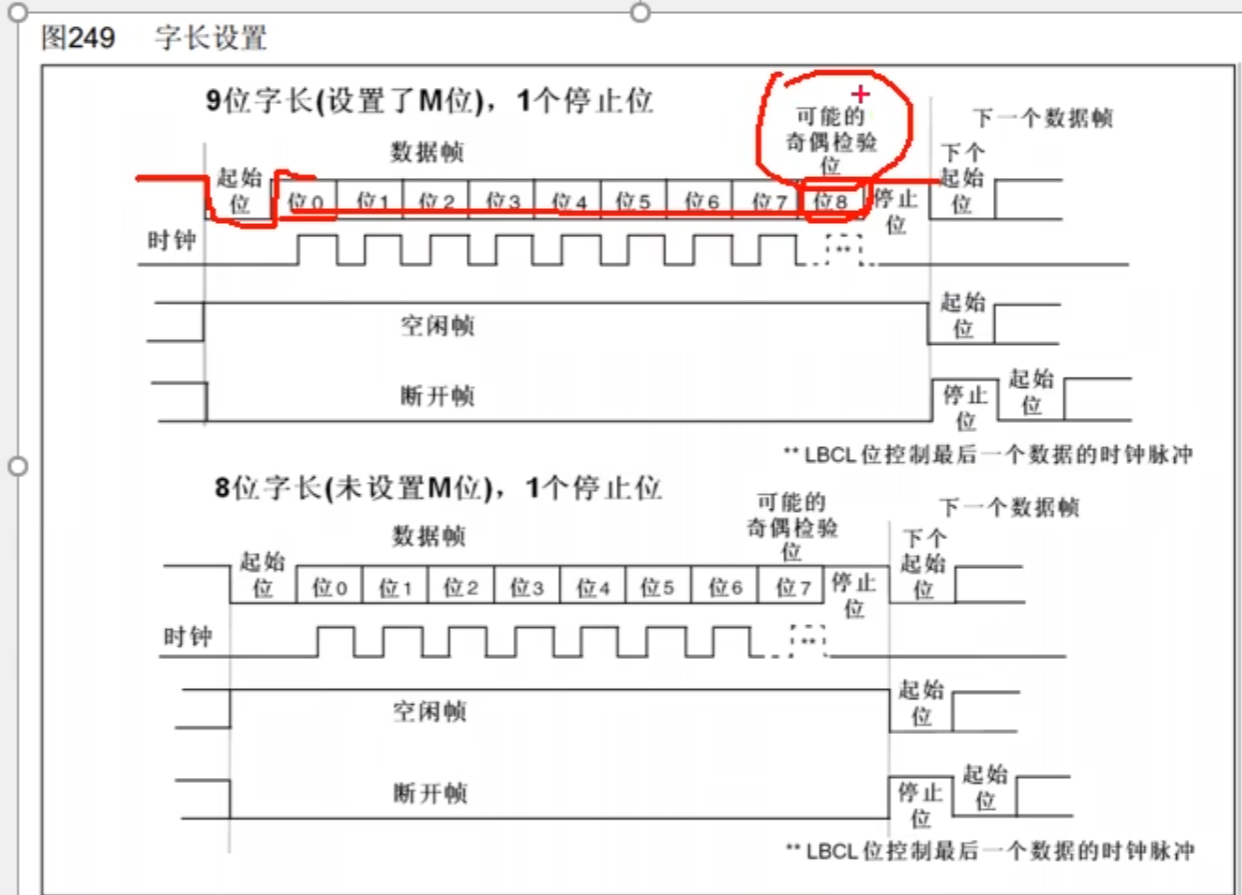 图249 字长设置
9位字长(设置了M位)，1个停止位
可能的
奇偶检验
位
下一个数据帧
数据帧
下个
起始
位
起始
位
位0 位1 位2 位3 位4 位5 位6 位7 位8
停止
位
时钟
**
空闲帧
起始
位
断开帧
停止
位
起始
位
** LBCL位控制最后一个数据的时钟脉冲
8位字长(未设置M位)，1个停止位
可能的
奇偶检验
位
下一个数据帧
数据帧
下个
起始
位
起始
位
位0 位1 位2 位3 位4 位5 位6 位7
停止
位
时钟
**
空闲帧
起始
位
断开帧
停止
位
起始
位
** LBCL位控制最后一个数据的时钟脉冲